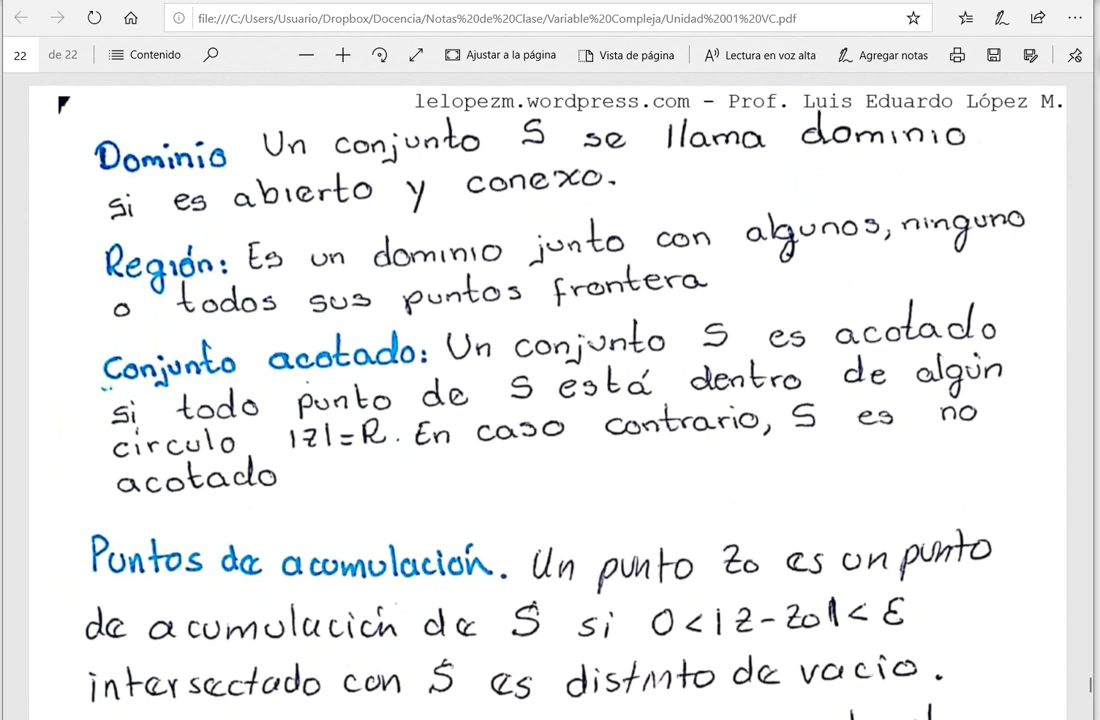 file:///C:/Users/Usuario/Dropbox/Docencia/Notas%20de%20Clase/Variable%20Compleja/Unidad%2001%20VC.pdf
22 de 22 Contenido Ajustar a la página Vista de página Lectura en voz alta Agregar notas
lelopezm.wordpress.com - Prof. Luis Eduardo López M.
Dominio Un conjunto S se llama dominio
si es abierto y conexo.
Región: Es un dominio junto con algunos, ninguno
o todos sus puntos frontera
Conjunto acotado: Un conjunto S es acotado
si todo punto de S está dentro de algún
circulo |z|=R. En caso contrario, S es no
acotado
Puntos de acumulación. Un punto Zo es un punto
de acumulación de S si 0<|z-zo|<ε
intersectado con S es distinto de vacio.